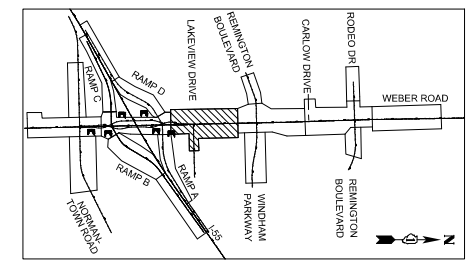 REMINGTON
BOULEVARD
LAKEVIEW DRIVE
CARLOW DRIVE
RODEO DR
RAMP D
RAMP C
WEBER ROAD
RAMP A
RAMP B
NORMAN-
TOWN ROAD
I-55
WINDHAM
PARKWAY
REMINGTON
BOULEVARD
N